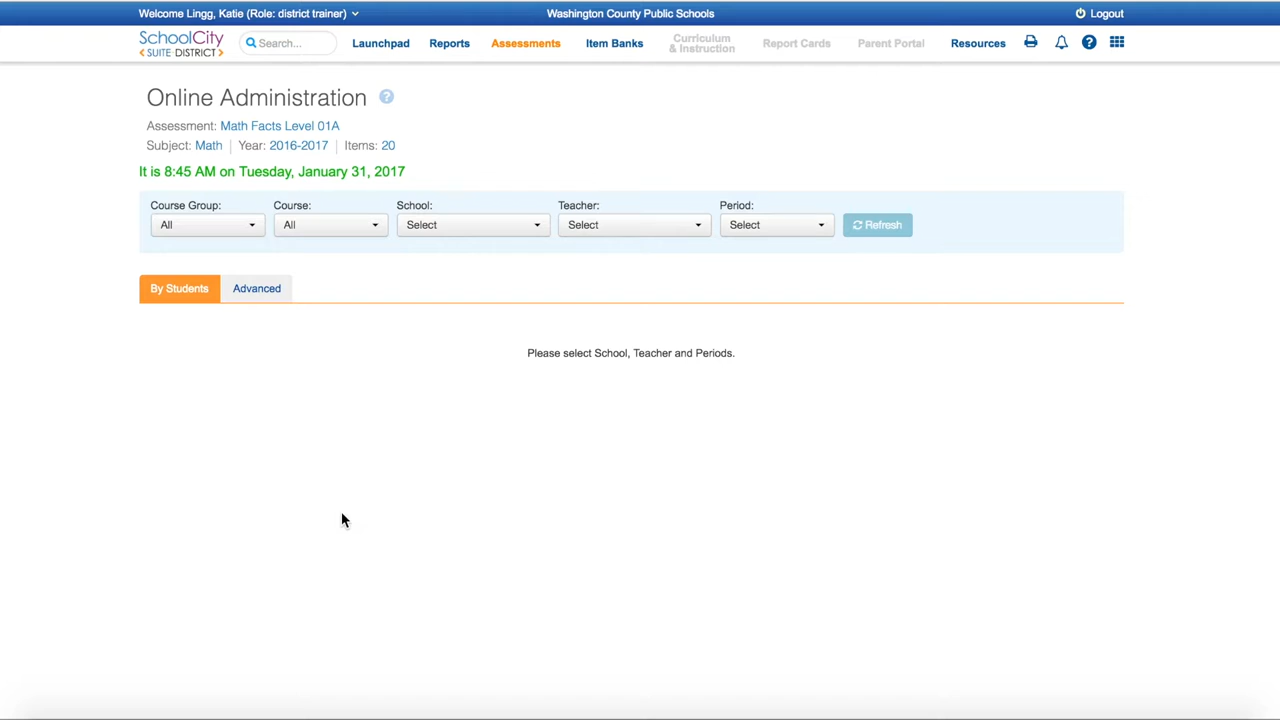 Welcome Lingg, Katie (Role: district trainer)
Washington County Public Schools
Logout
SchoolCity
SUITE DISTRICT
Search...
Launchpad
Reports
Assessments
Item Banks
Curriculum
& Instruction
Report Cards
Parent Portal
Resources
?
Online Administration ?
Assessment: Math Facts Level 01A
Subject: Math | Year: 2016-2017 | Items: 20
It is 8:45 AM on Tuesday, January 31, 2017
Course Group: Course: School: Teacher: Period:
All All Select Select Select Refresh
By Students Advanced
Please select School, Teacher and Periods.